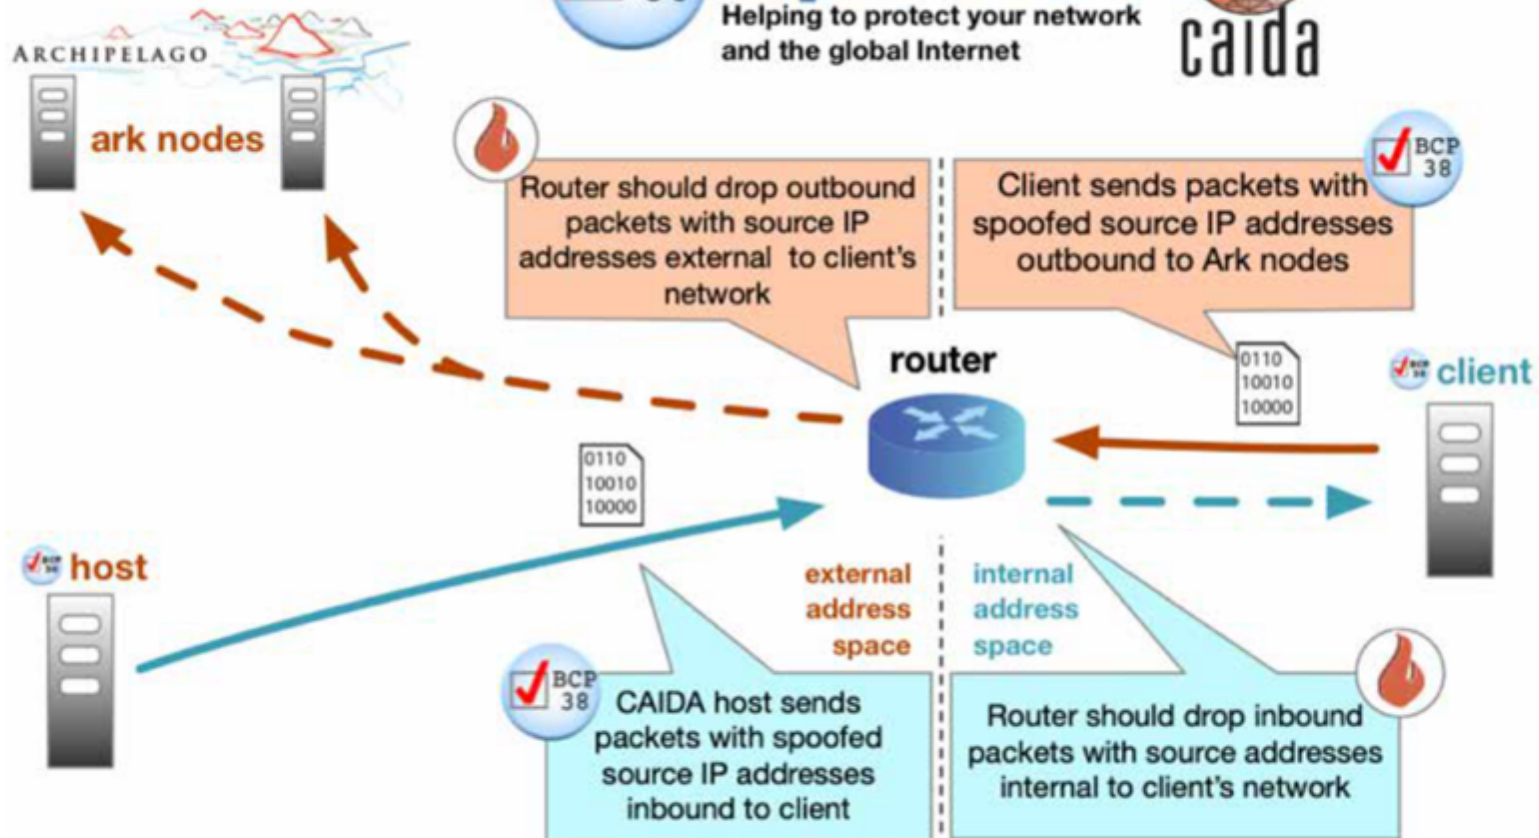 Helping to protect your network
and the global Internet
caida
ARCHIPELAGO
ark nodes
Router should drop outbound
packets with source IP
addresses external to client's
network
BCP
38
Client sends packets with
spoofed source IP addresses
outbound to Ark nodes
router
0110
10010
10000
client
0110
10010
10000
host
external
address
space
internal
address
space
BCP
38
CAIDA host sends
packets with spoofed
source IP addresses
inbound to client
Router should drop inbound
packets with source addresses
internal to client's network